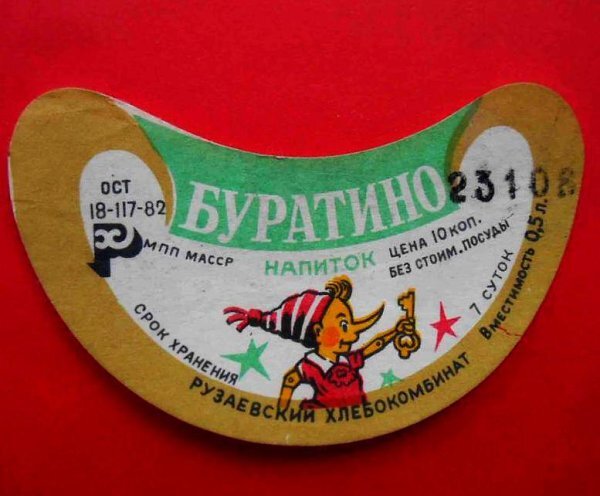 ОСТ
18-117-82
БУРАТИНО
23108
МПП МАССР
НАПИТОК
ЦЕНА 10 КОП.
БЕЗ СТОИМ. ПОСУДЫ
СРОК ХРАНЕНИЯ
7 СУТОК
РУЗАЕВСКИЙ ХЛЕБОКОМБИНАТ
Вместимость 0,5 л.